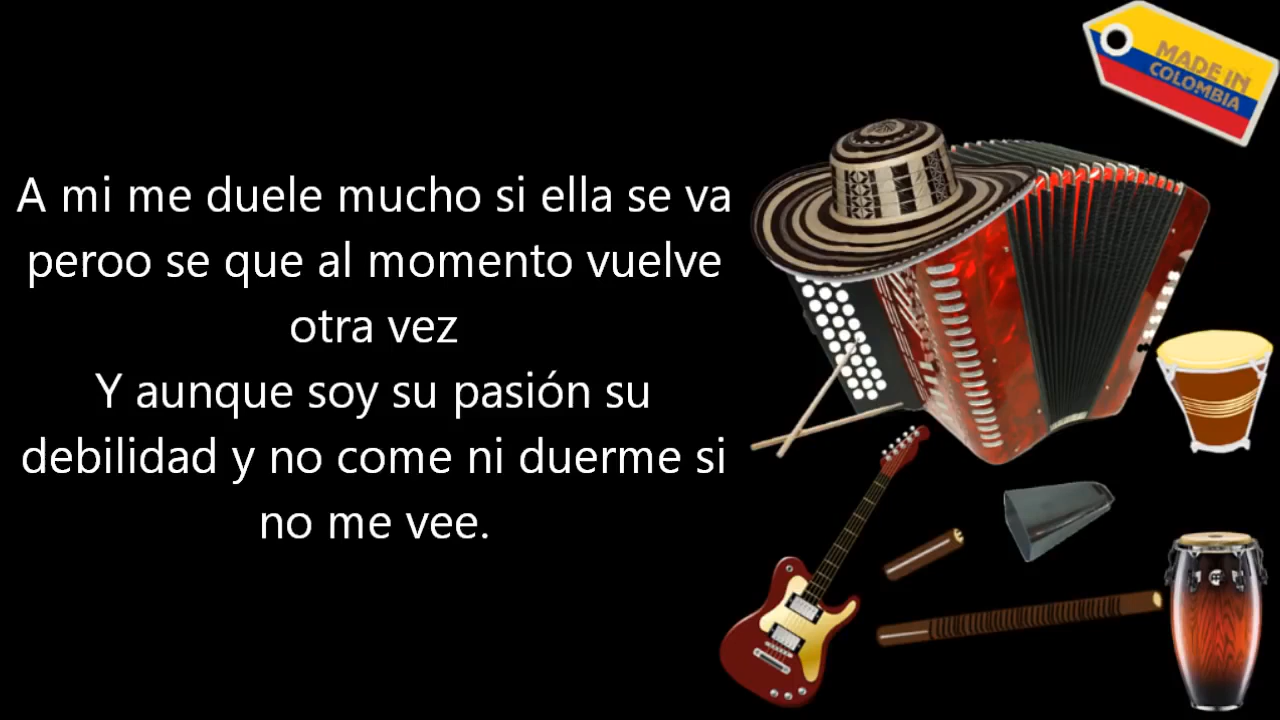 MADE IN
COLOMBIA
A mi me duele mucho si ella se va
peroo se que al momento vuelve
otra vez
Y aunque soy su pasión su
debilidad y no come ni duerme si
no me vee.